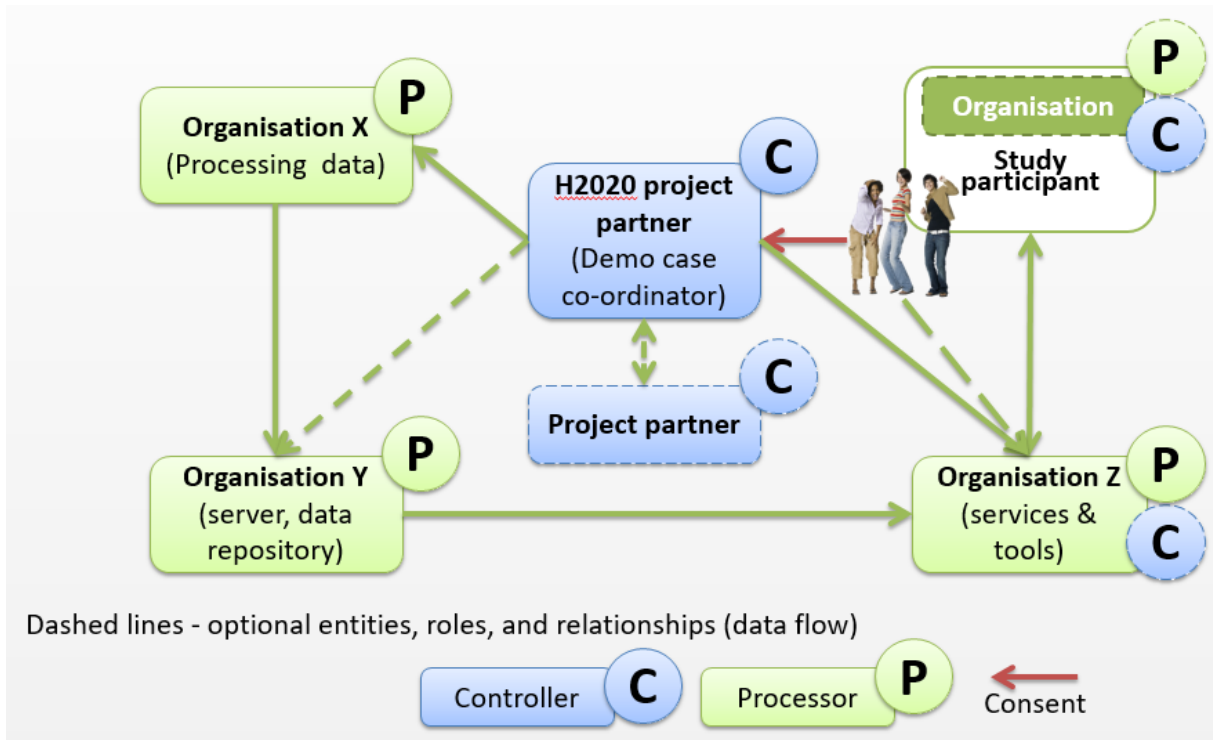 P
Organisation X
(Processing data)
C
H2020 project
partner
(Demo case
co-ordinator)
P
Organisation
C
Study
participant
C
Project partner
P
Organisation Y
(server, data
repository)
P
Organisation Z
(services &
tools)
C
Dashed lines - optional entities, roles, and relationships (data flow)
Controller
C
Processor
P
Consent